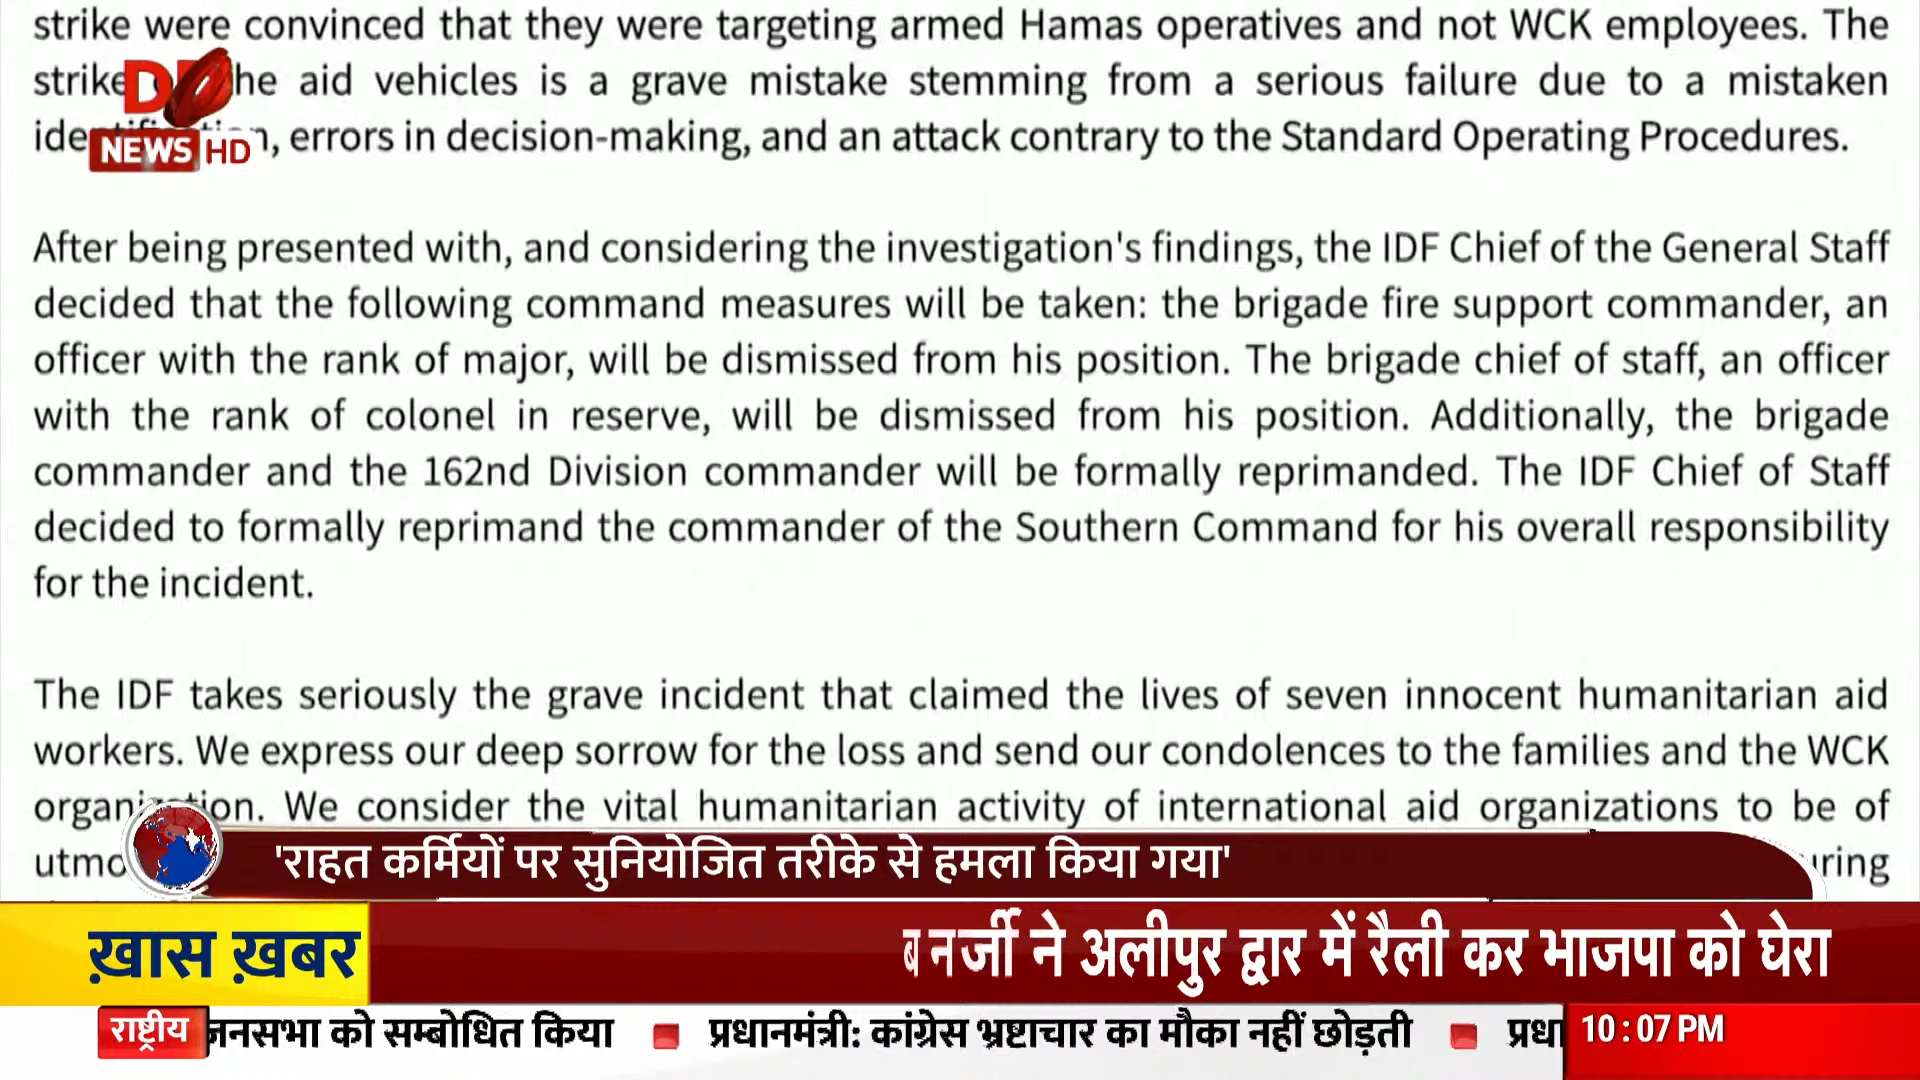 strike were convinced that they were targeting armed Hamas operatives and not WCK employees. The
strike he aid vehicles is a grave mistake stemming from a serious failure due to a mistaken
errors in decision-making, and an attack contrary to the Standard Operating Procedures.
NEWS HD
After being presented with, and considering the investigation's findings, the IDF Chief of the General Staff
decided that the following command measures will be taken: the brigade fire support commander, an
officer with the rank of major, will be dismissed from his position. The brigade chief of staff, an officer
with the rank of colonel in reserve, will be dismissed from his position. Additionally, the brigade
commander and the 162nd Division commander will be formally reprimanded. The IDF Chief of Staff
decided to formally reprimand the commander of the Southern Command for his overall responsibility
for the incident.
The IDF takes seriously the grave incident that claimed the lives of seven innocent humanitarian aid
workers. We express our deep sorrow for the loss and send our condolences to the families and the WCK
organization. We consider the vital humanitarian activity of international aid organizations to be of
'राहत कर्मियों पर सुनियोजित तरीके से हमला किया गया'
ख़ास ख़बर
बनर्जी ने अलीपुर द्वार में रैली कर भाजपा को घेरा
राष्ट्रीय जनसभा को सम्बोधित किया प्रधानमंत्री: कांग्रेस भ्रष्टाचार का मौका नहीं छोड़ती प्रधा
10:07 PM